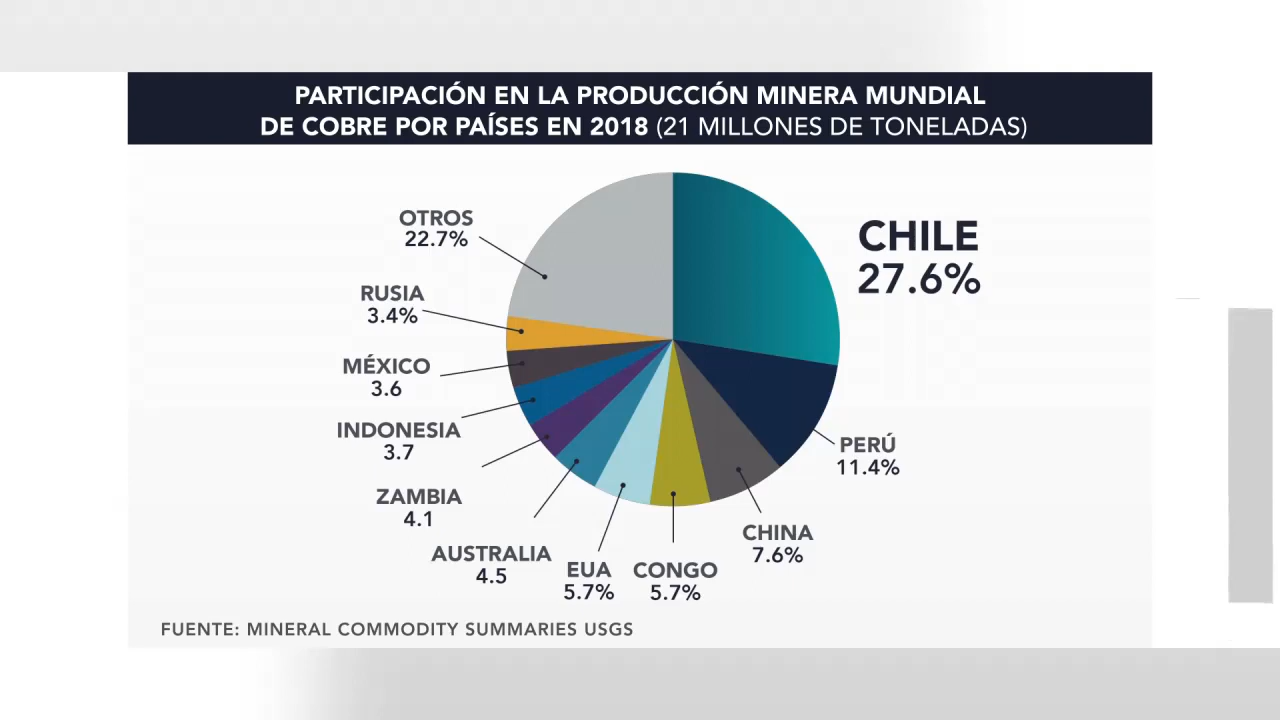 PARTICIPACIÓN EN LA PRODUCCIÓN MINERA MUNDIAL
DE COBRE POR PAÍSES EN 2018 (21 MILLONES DE TONELADAS)
CHILE
27.6%
PERÚ
11.4%
CHINA
7.6%
CONGO
5.7%
EUA
5.7%
AUSTRALIA
4.5
ZAMBIA
4.1
INDONESIA
3.7
MÉXICO
3.6
RUSIA
3.4%
OTROS
22.7%
FUENTE: MINERAL COMMODITY SUMMARIES USGS